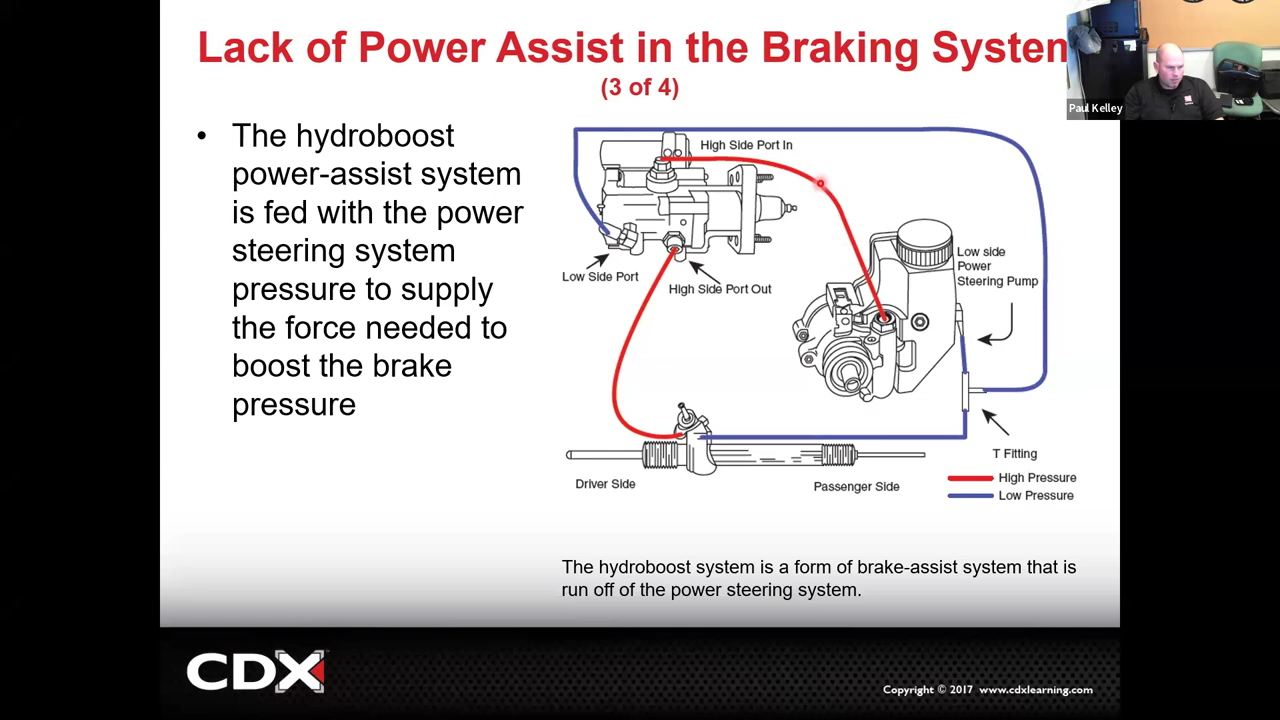 Lack of Power Assist in the Braking System
(3 of 4)
Paul Kelley
• The hydroboost
power-assist system
is fed with the power
steering system
pressure to supply
the force needed to
boost the brake
pressure
High Side Port In
Low Side Port
High Side Port Out
Low side
Power
Steering Pump
T Fitting
Driver Side
Passenger Side
High Pressure
Low Pressure
The hydroboost system is a form of brake-assist system that is
run off of the power steering system.
CDX
Copyright © 2017 www.cdxlearning.com